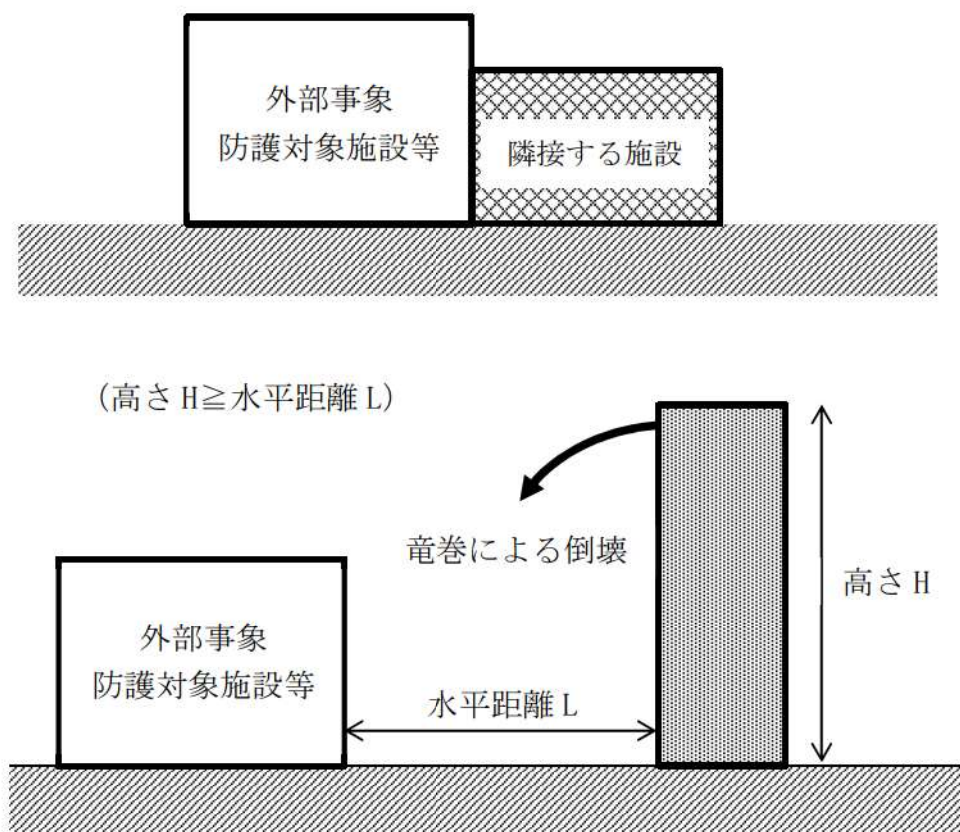 外部事象
防護対象施設等
隣接する施設
(高さH≧水平距離L)
竜巻による倒壊
高さH
外部事象
防護対象施設等
水平距離L